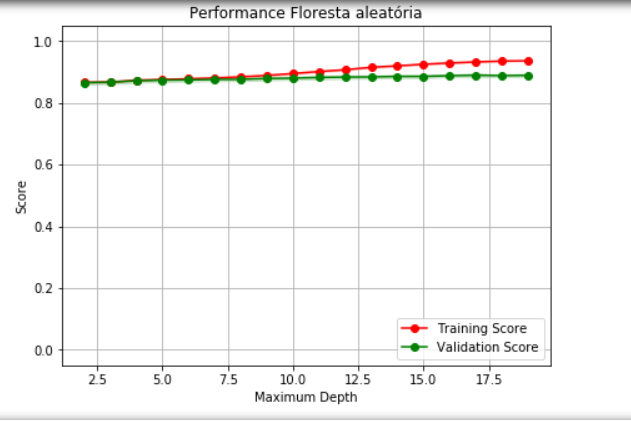 Performance Floresta aleatória
1.0
0.8
0.6
0.4
0.2
0.0
Score
Training Score
Validation Score
2.5 5.0 7.5 10.0 12.5 15.0 17.5
Maximum Depth